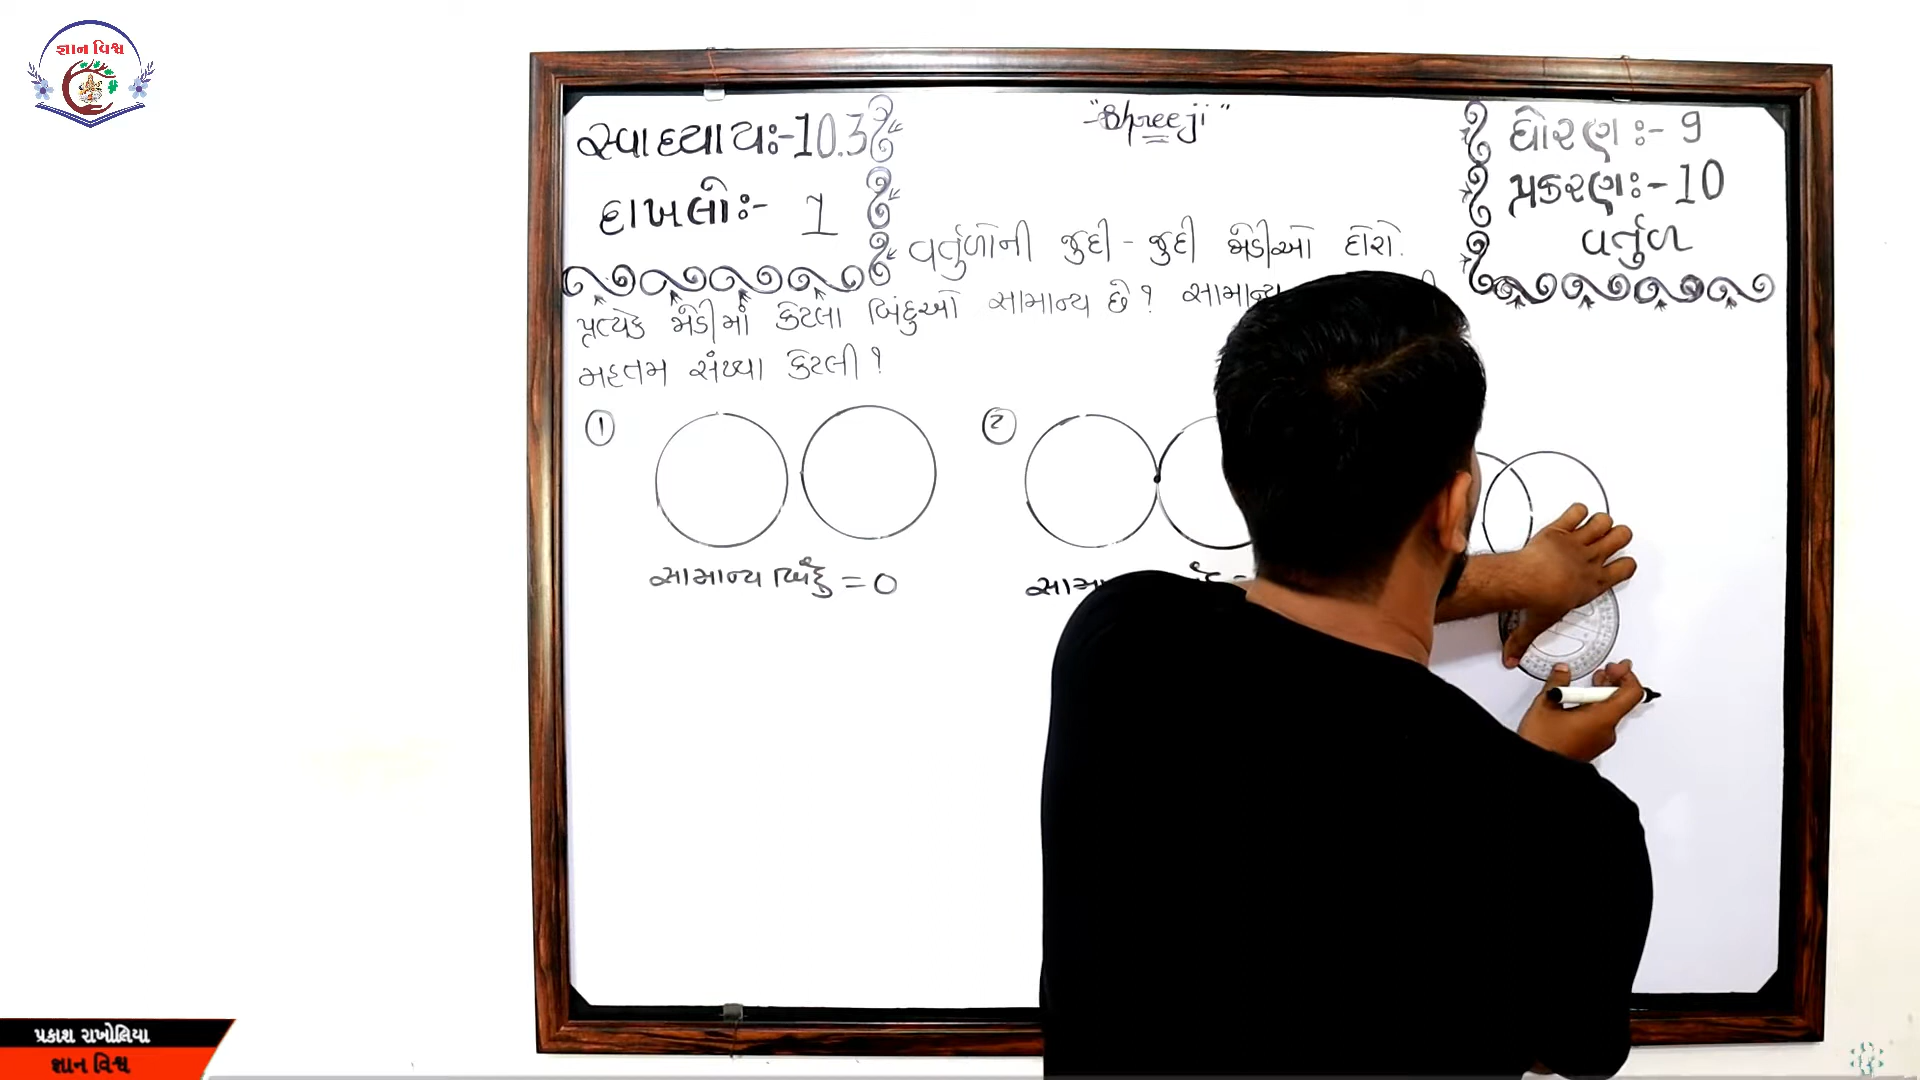 જ્ઞાન વિશ્વ
સ્વાધ્યાયઃ-10.3
દાખલોઃ- 1
"Shreeji"
ધોરણઃ- 9
પ્રકરણઃ-10
વર્તુળ
વર્તુળોની જુદી-જુદી જોડીઓ દોરો.
પ્રત્યેક જોડીમાં કેટલા બિંદુઓ સામાન્ય છે? સામાન્ય
મહત્તમ સંખ્યા કેટલી?
1
2
સામાન્ય બિંદુ = 0
પ્રકાશ રાખોલિયા
જ્ઞાન વિશ્વ